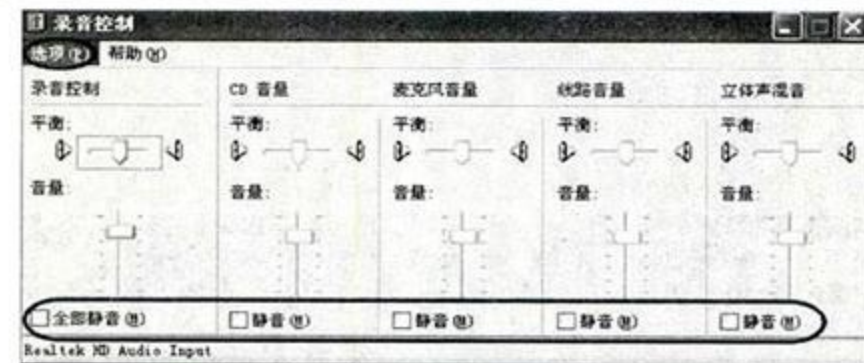 录音控制
选项(P) 帮助(H)
录音控制 CD 音量 麦克风音量 线路音量 立体声混音
平衡: 平衡: 平衡: 平衡: 平衡:
音量: 音量: 音量: 音量: 音量:
全部静音(M) 静音(M) 静音(M) 静音(M) 静音(M)
Realtek HD Audio Input